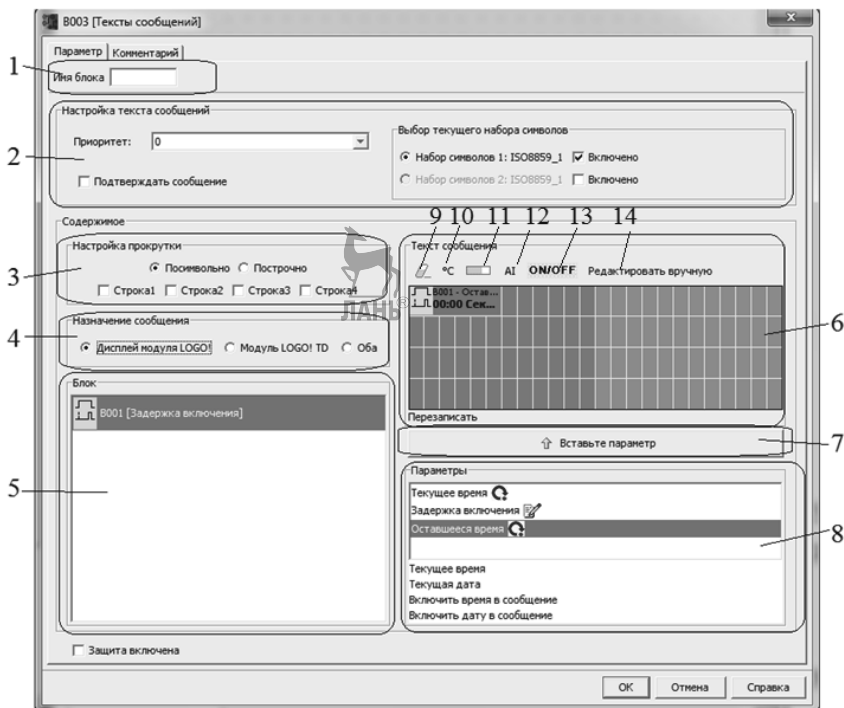 B003 [Тексты сообщений]
x
Параметр
Комментарий
1
Имя блока
Настройка текста сообщений
Приоритет:
0
Выбор текущего набора символов
Набор символов 1: ISO8859_1
Включено
2
Подтверждать сообщение
Набор символов 2: ISO8859_1
Включено
Содержимое
9 10 11 12 13 14
Настройка прокрутки
Текст сообщения
3
Посимвольно
Построчно
°C
AI
ON/OFF
Редактировать вручную
Строка1
Строка2
Строка3
Строка4
B001 - Остав...
00:00 Сек...
ЛАНЬ®
Назначение сообщения
4
Дисплей модуля LOGO!
Модуль LOGO! TD
Оба
6
Блок
B001 [Задержка включения]
Перезаписать
Вставьте параметр
7
5
Параметры
Текущее время
Задержка включения
Оставшееся время
8
Текущее время
Текущая дата
Включить время в сообщение
Включить дату в сообщение
Защита включена
OK
Отмена
Справка